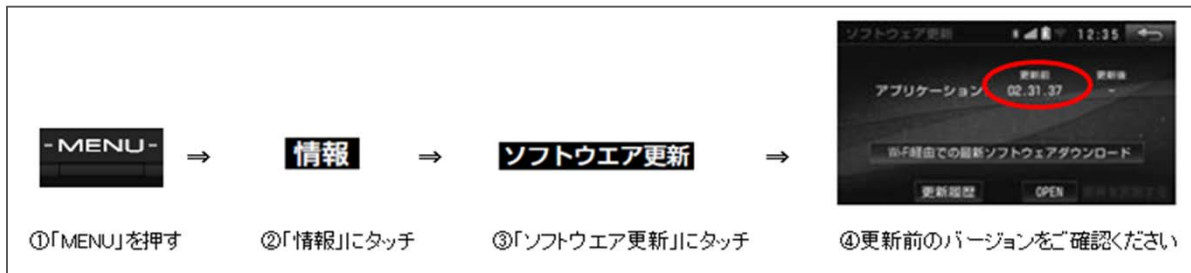 -MENU-
⇒
情報
⇒
ソフトウエア更新
⇒
ソフトウェア更新 12:35
更新前 更新後
アプリケーション 02.31.37 -
Wi-Fi経由での最新ソフトウェアダウンロード
更新履歴 OPEN
①「MENU」を押す
②「情報」にタッチ
③「ソフトウエア更新」にタッチ
④更新前のバージョンをご確認ください